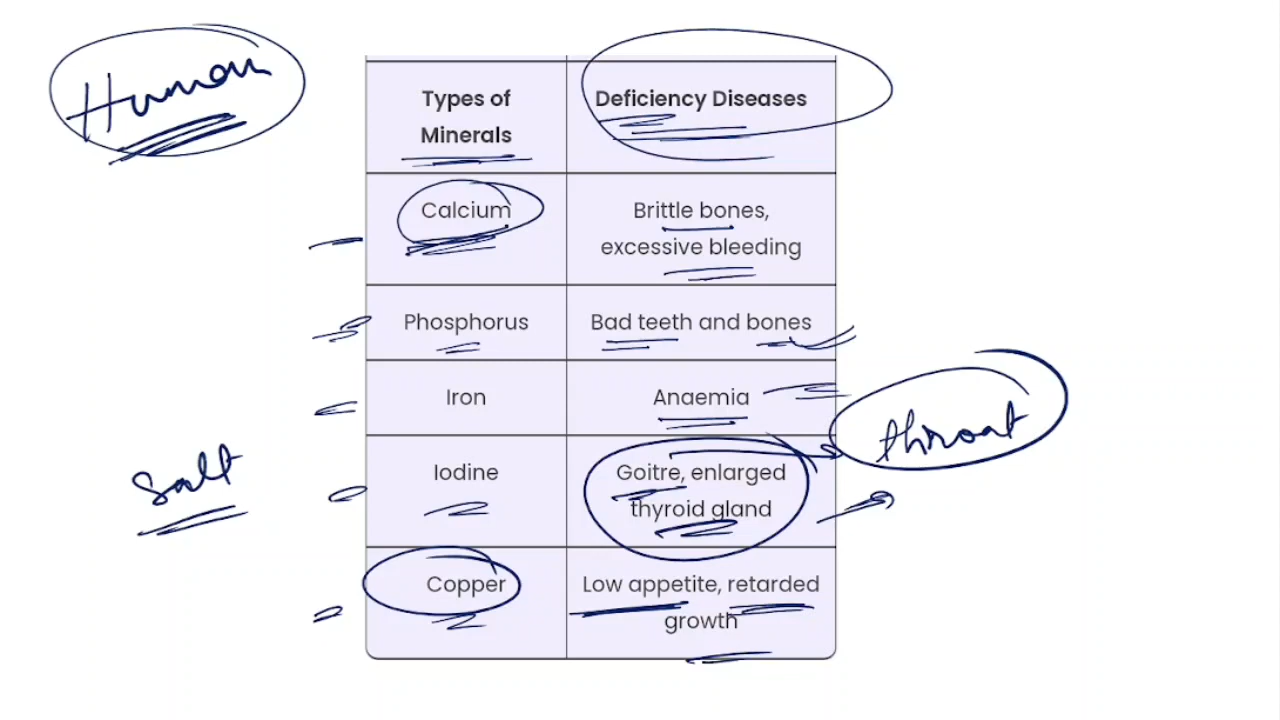 Human
Types of
Minerals
Deficiency Diseases
Calcium
Brittle bones,
excessive bleeding
Phosphorus
Bad teeth and bones
Iron
Anaemia
throat
Salt
Iodine
Goitre, enlarged
thyroid gland
Copper
Low appetite, retarded
growth